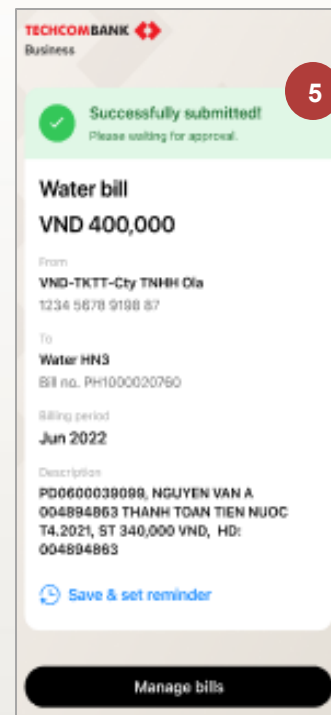 TECHCOMBANK
Business
5
Successfully submitted!
Please waiting for approval.
Water bill
VND 400,000
From
VND-TKTT-Cty TNHH Ola
1234 5678 9198 87
To
Water HN3
Bill no. PH1000020760
Billing period
Jun 2022
Description
PD0600039099, NGUYEN VAN A
004894863 THANH TOAN TIEN NUOC
T4.2021, ST 340,000 VND, HD:
004894863
Save & set reminder
Manage bills